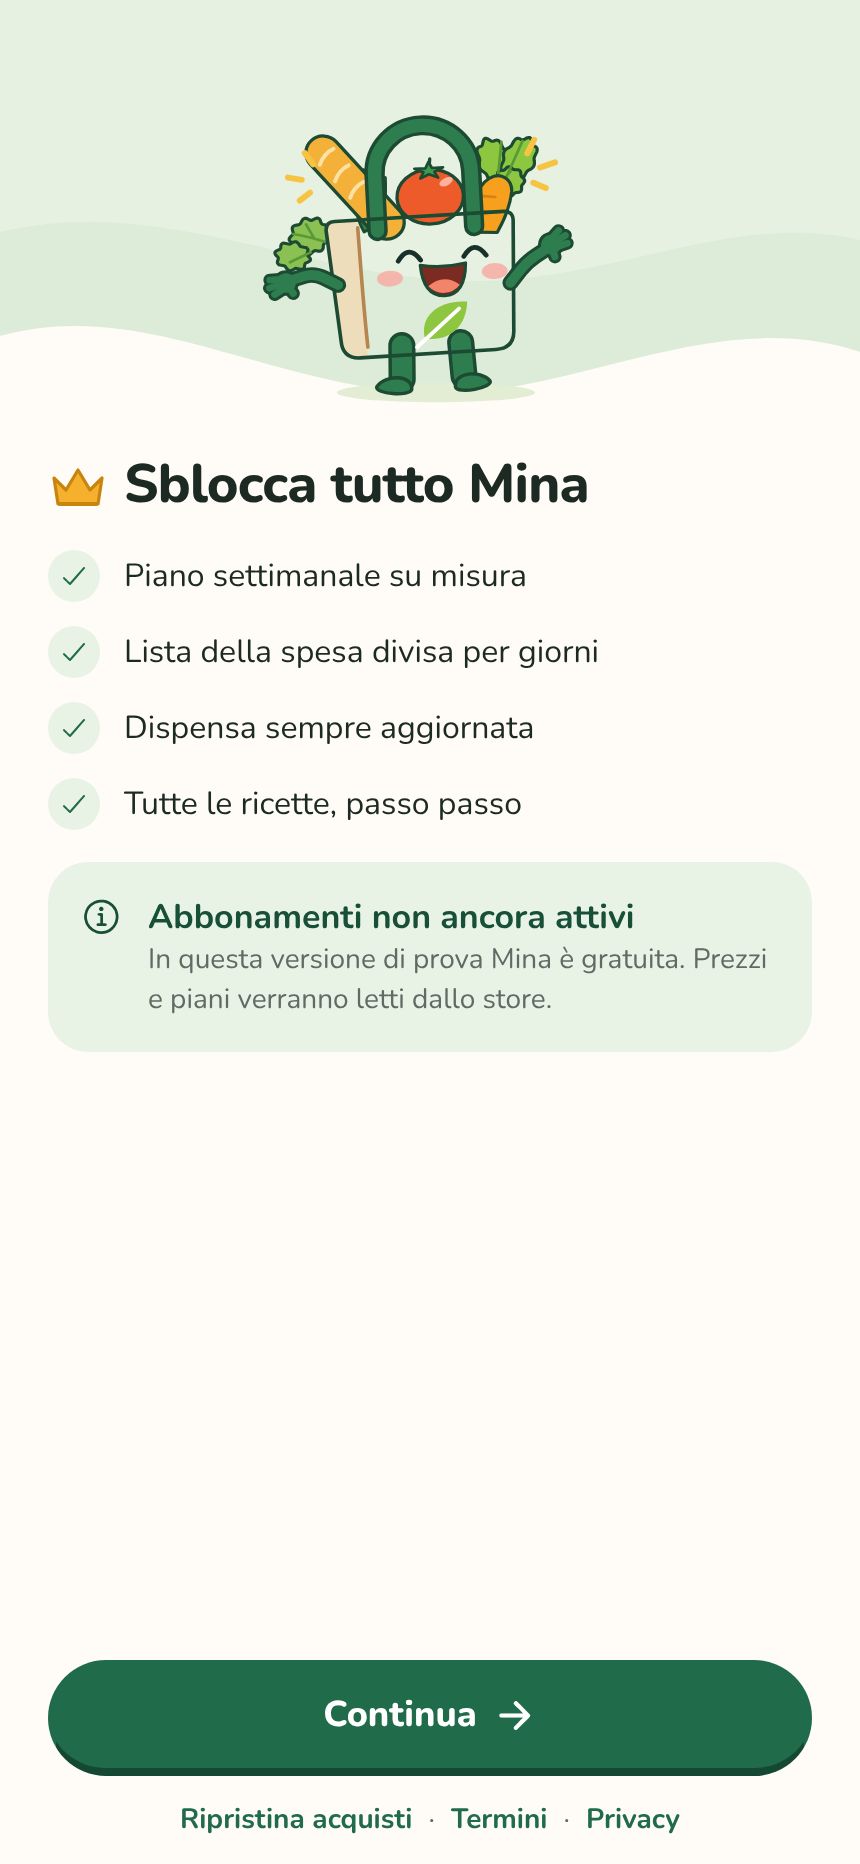 Sblocca tutto Mina
Piano settimanale su misura
Lista della spesa divisa per giorni
Dispensa sempre aggiornata
Tutte le ricette, passo passo
Abbonamenti non ancora attivi
In questa versione di prova Mina è gratuita. Prezzi
e piani verranno letti dallo store.
Continua
Ripristina acquisti · Termini · Privacy